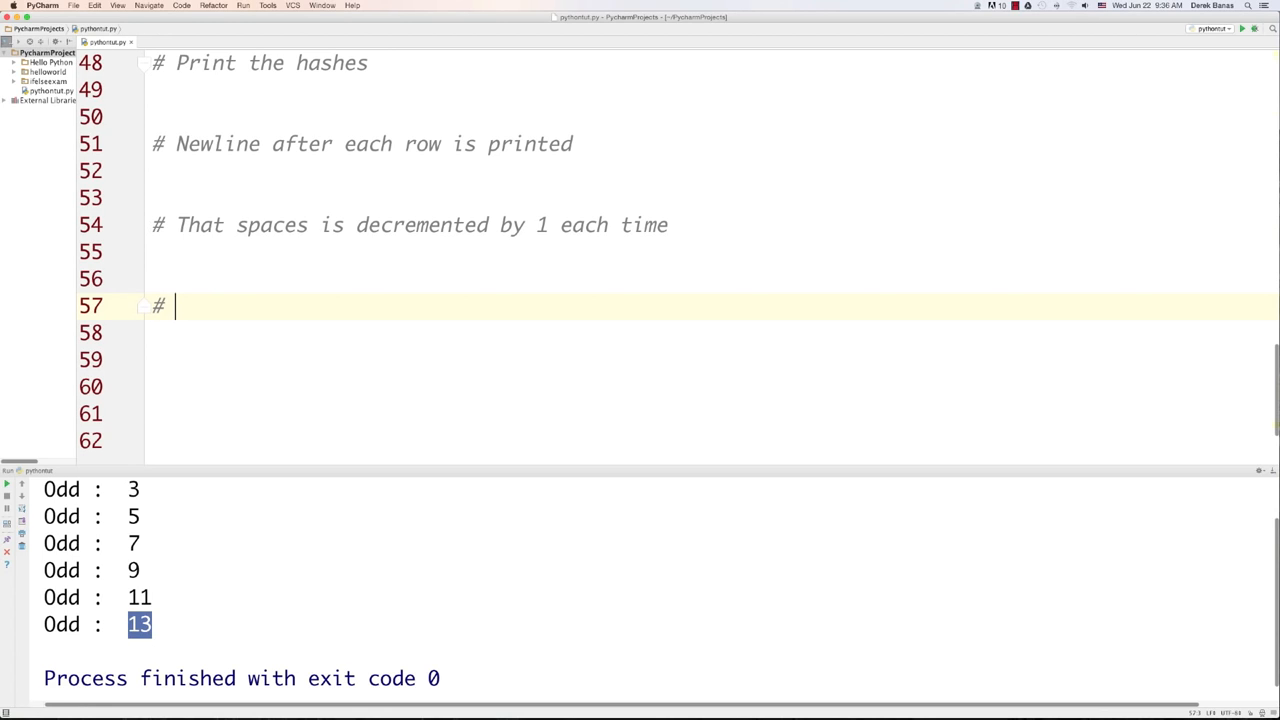 PyCharm File Edit View Navigate Code Refactor Run Tools VCS Window Help 10 Wed Jun 22 9:36 AM Derek Banas
pythontut.py - PycharmProjects - [~/PycharmProjects]
PycharmProjects pythontut.py pythontut
pythontut.py
PycharmProject
Hello Python
helloworld
ifelseexam
pythontut.py
External Librarie
48 # Print the hashes
49
50
51 # Newline after each row is printed
52
53
54 # That spaces is decremented by 1 each time
55
56
57 #
58
59
60
61
62
Run pythontut
Odd : 3
Odd : 5
Odd : 7
Odd : 9
Odd : 11
Odd : 13
Process finished with exit code 0
57:3 LF‡ UTF-8‡